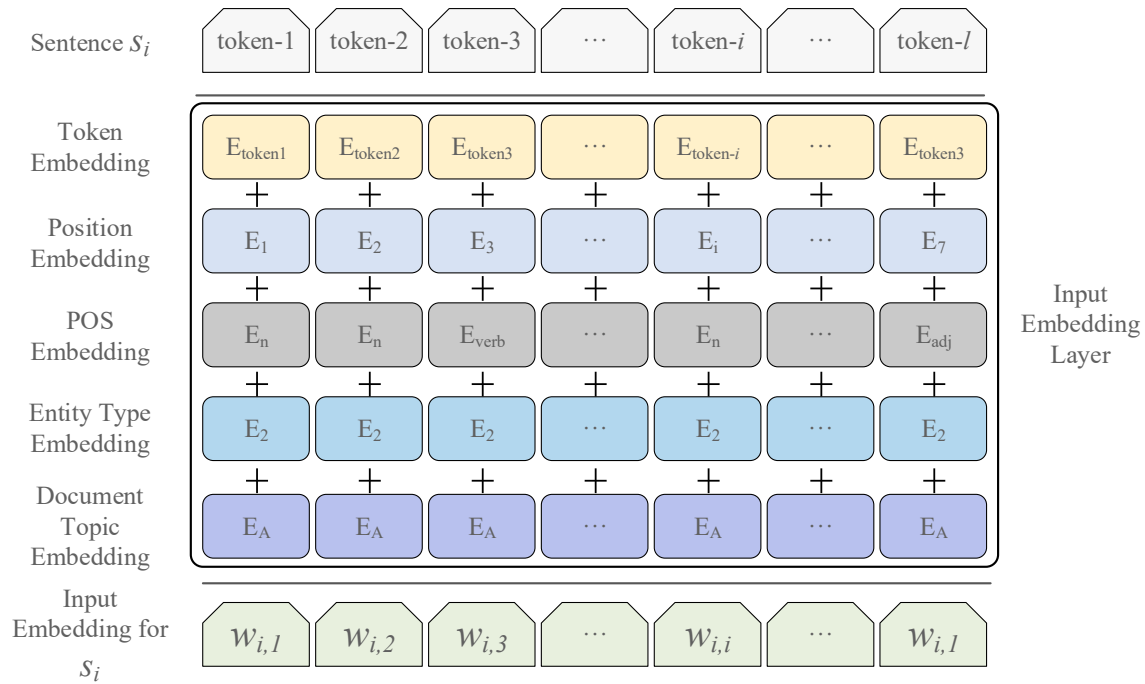 Sentence s_i token-1 token-2 token-3 ... token-i ... token-l
Token
Embedding
E_token1 E_token2 E_token3 ... E_token-i ... E_token3
+ + + + + + +
Position
Embedding
E_1 E_2 E_3 ... E_i ... E_7
+ + + + + + +
POS
Embedding
E_n E_n E_verb ... E_n ... E_adj
+ + + + + + +
Entity Type
Embedding
E_2 E_2 E_2 ... E_2 ... E_2
+ + + + + + +
Document
Topic
Embedding
E_A E_A E_A ... E_A ... E_A
Input
Embedding
Layer
Input
Embedding for
s_i
w_i,1 w_i,2 w_i,3 ... w_i,i ... w_i,1